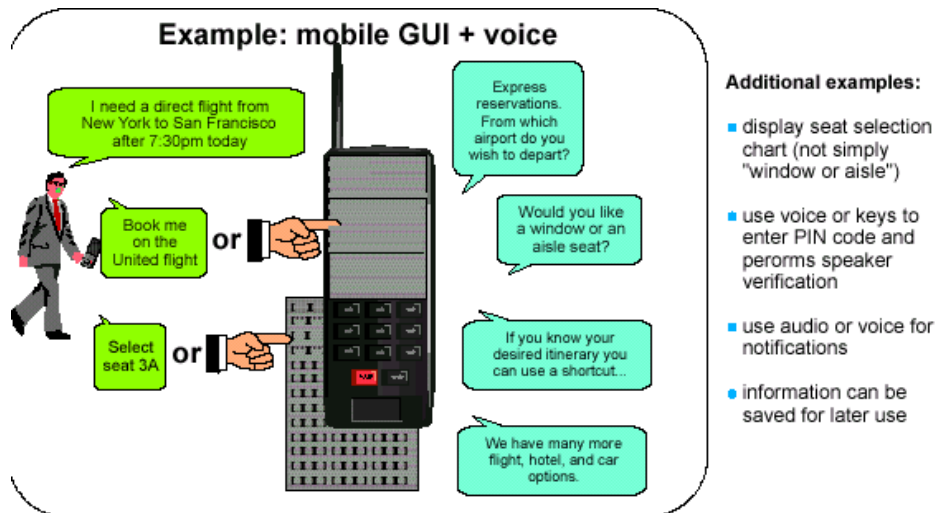 Example: mobile GUI + voice
I need a direct flight from
New York to San Francisco
after 7:30pm today
Book me
on the
United flight
or
Select
seat 3A
or
Express
reservations.
From which
airport do you
wish to depart?
Would you like
a window or an
aisle seat?
If you know your
desired itinerary you
can use a shortcut...
We have many more
flight, hotel, and car
options.
Additional examples:
display seat selection
chart (not simply
"window or aisle")
use voice or keys to
enter PIN code and
perorms speaker
verification
use audio or voice for
notifications
information can be
saved for later use